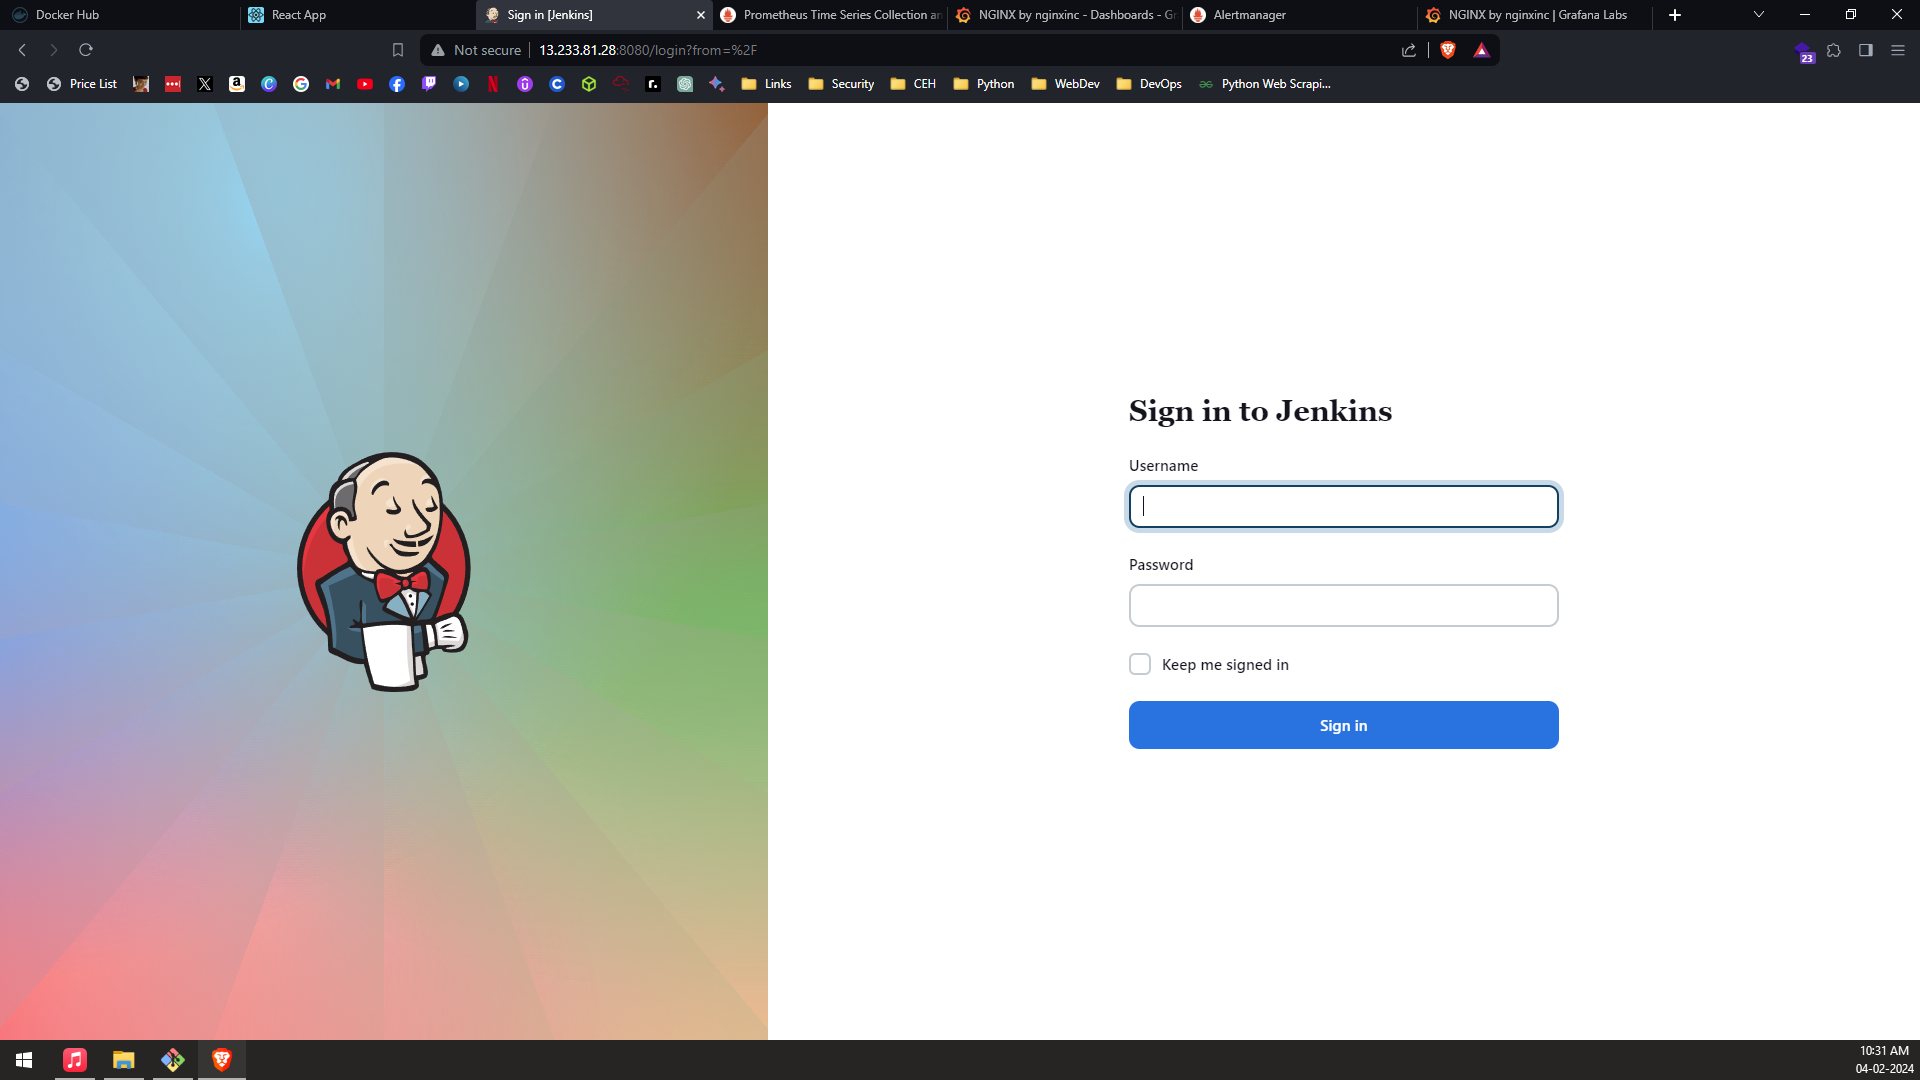 Docker Hub
React App
Sign in [Jenkins]
Prometheus Time Series Collection an
NGINX by nginxinc - Dashboards - Gr
Alertmanager
NGINX by nginxinc | Grafana Labs
Not secure
13.233.81.28:8080/login?from=%2F
23
Price List
Links
Security
CEH
Python
WebDev
DevOps
Python Web Scrapi...
Sign in to Jenkins
Username
Password
Keep me signed in
Sign in
10:31 AM
04-02-2024